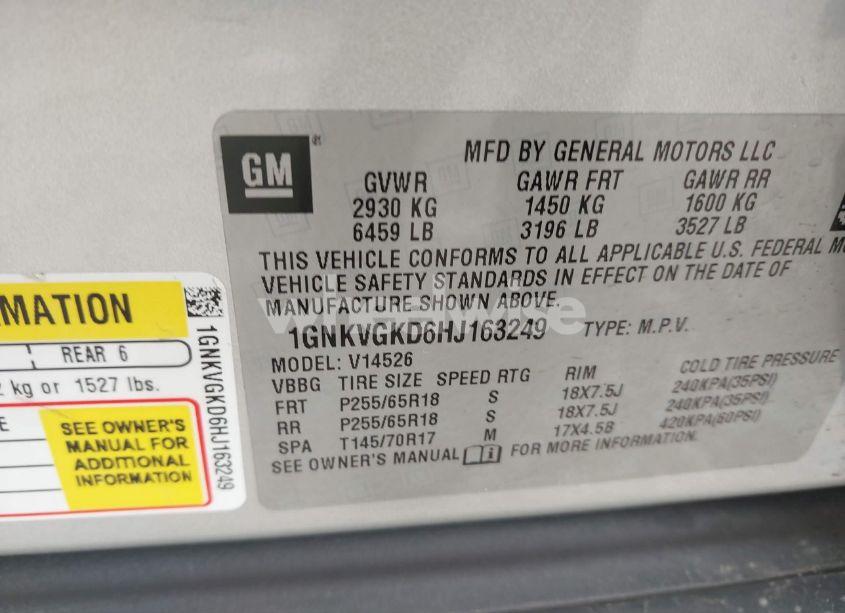 GM
MFD BY GENERAL MOTORS LLC
GVWR GAWR FRT GAWR RR
2930 KG 1450 KG 1600 KG
6459 LB 3196 LB 3527 LB
THIS VEHICLE CONFORMS TO ALL APPLICABLE U.S. FEDERAL
VEHICLE SAFETY STANDARDS IN EFFECT ON THE DATE OF
MANUFACTURE SHOWN ABOVE.
1GNKVGKD6HJ163249 TYPE: M.P.V.
MODEL: V14526
VBBG TIRE SIZE SPEED RTG RIM COLD TIRE PRESSURE
FRT P255/65R18 S 18X7.5J 240KPA(35PSI)
RR P255/65R18 S 18X7.5J 240KPA(35PSI)
SPA T145/70R17 M 17X4.5B 420KPA(60PSI)
SEE OWNER'S MANUAL FOR MORE INFORMATION.
RMATION
REAR 6
kg or 1527 lbs.
SEE OWNER'S
MANUAL FOR
ADDITIONAL
INFORMATION
1GNKVGKD6HJ163249